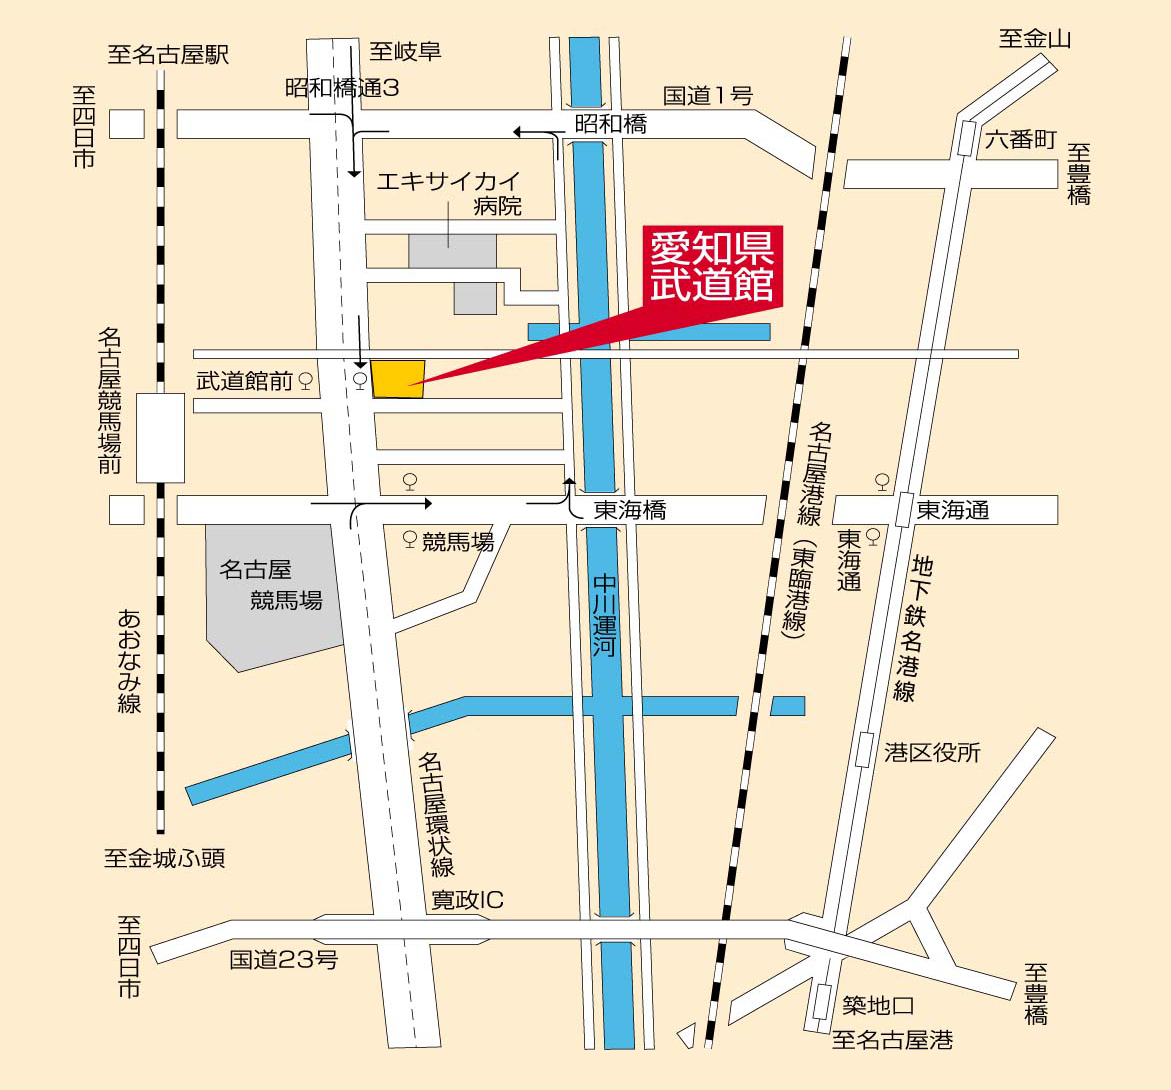 至名古屋駅
至岐阜
至金山
昭和橋通3
国道1号
至四日市
昭和橋
六番町
至豊橋
エキサイカイ
病院
愛知県
武道館
名古屋競馬場前
武道館前
名古屋港線（東臨港線）
東海橋
東海通
競馬場
東海通
名古屋
競馬場
中川運河
地下鉄名港線
あおなみ線
港区役所
名古屋環状線
至金城ふ頭
寛政IC
至四日市
国道23号
至豊橋
築地口
至名古屋港